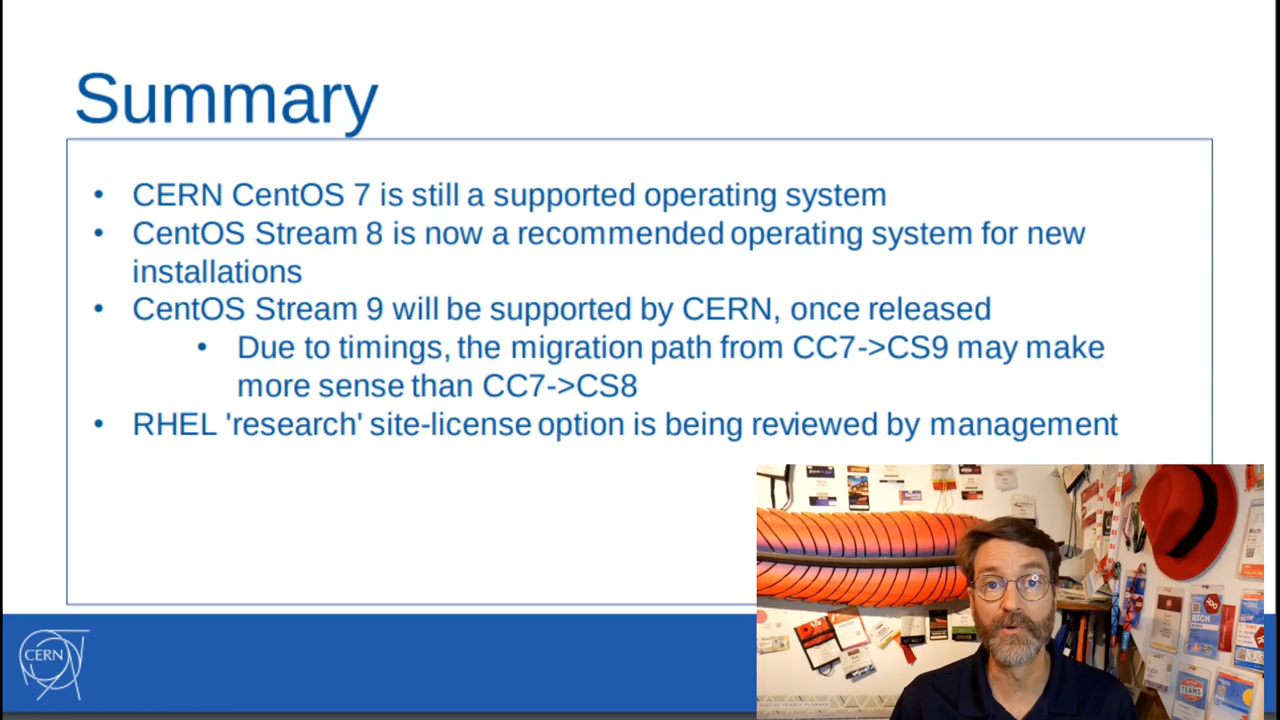 Summary
• CERN CentOS 7 is still a supported operating system
• CentOS Stream 8 is now a recommended operating system for new
installations
• CentOS Stream 9 will be supported by CERN, once released
• Due to timings, the migration path from CC7->CS9 may make
more sense than CC7->CS8
• RHEL 'research' site-license option is being reviewed by management
CERN
RICH
TEAMS